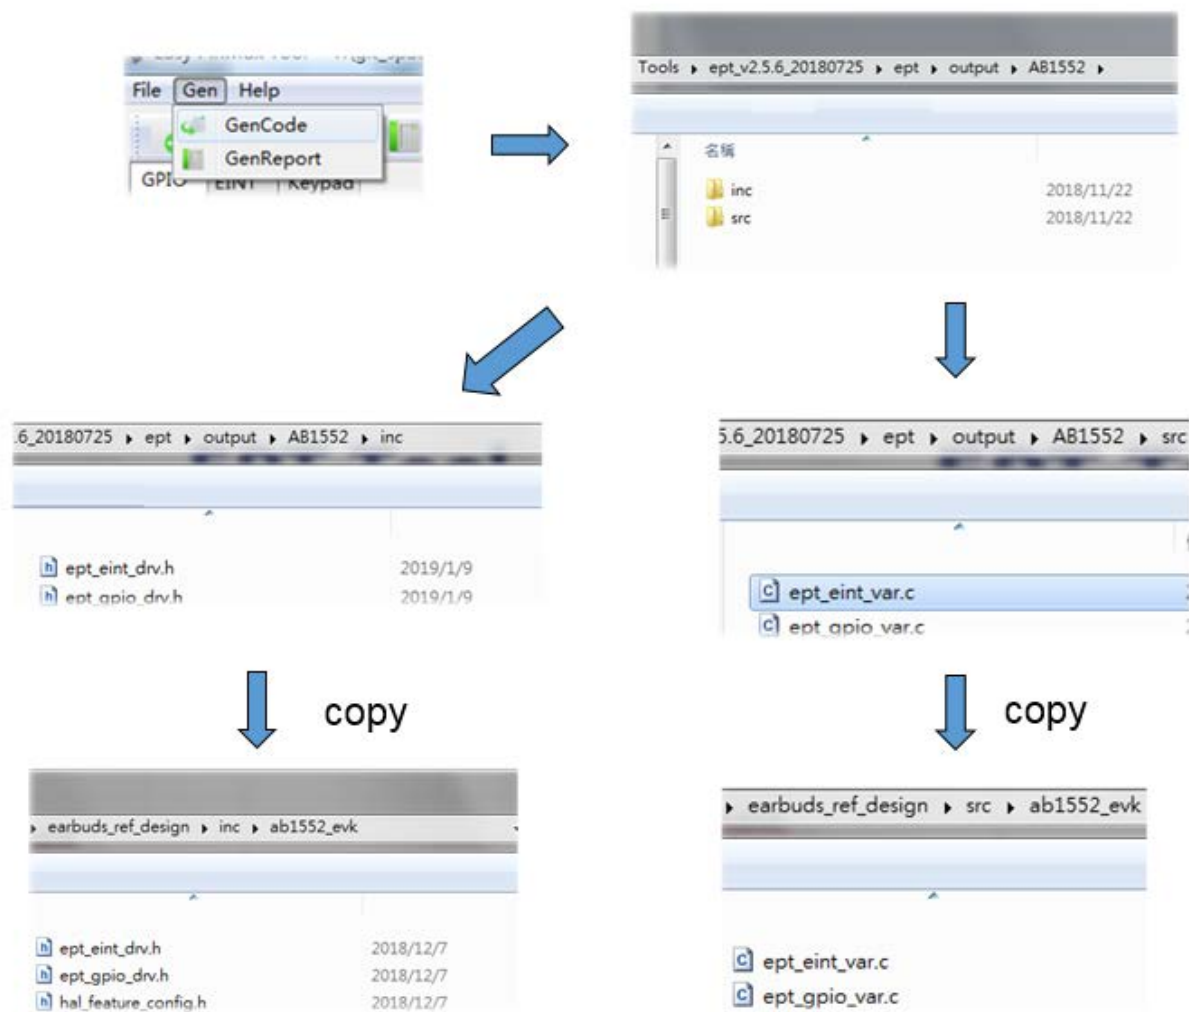 File Gen Help
GenCode
GenReport
GPIO EINT Keypad
Tools ept_v2.5.6_20180725 ept output AB1552
名稱
inc 2018/11/22
src 2018/11/22
.6_20180725 ept output AB1552 inc
ept_eint_drv.h 2019/1/9
ept_gpio_drv.h 2019/1/9
5.6_20180725 ept output AB1552 src
ept_eint_var.c
ept_gpio_var.c
copy
copy
earbuds_ref_design inc ab1552_evk
ept_eint_drv.h 2018/12/7
ept_gpio_drv.h 2018/12/7
hal_feature_config.h 2018/12/7
earbuds_ref_design src ab1552_evk
ept_eint_var.c
ept_gpio_var.c